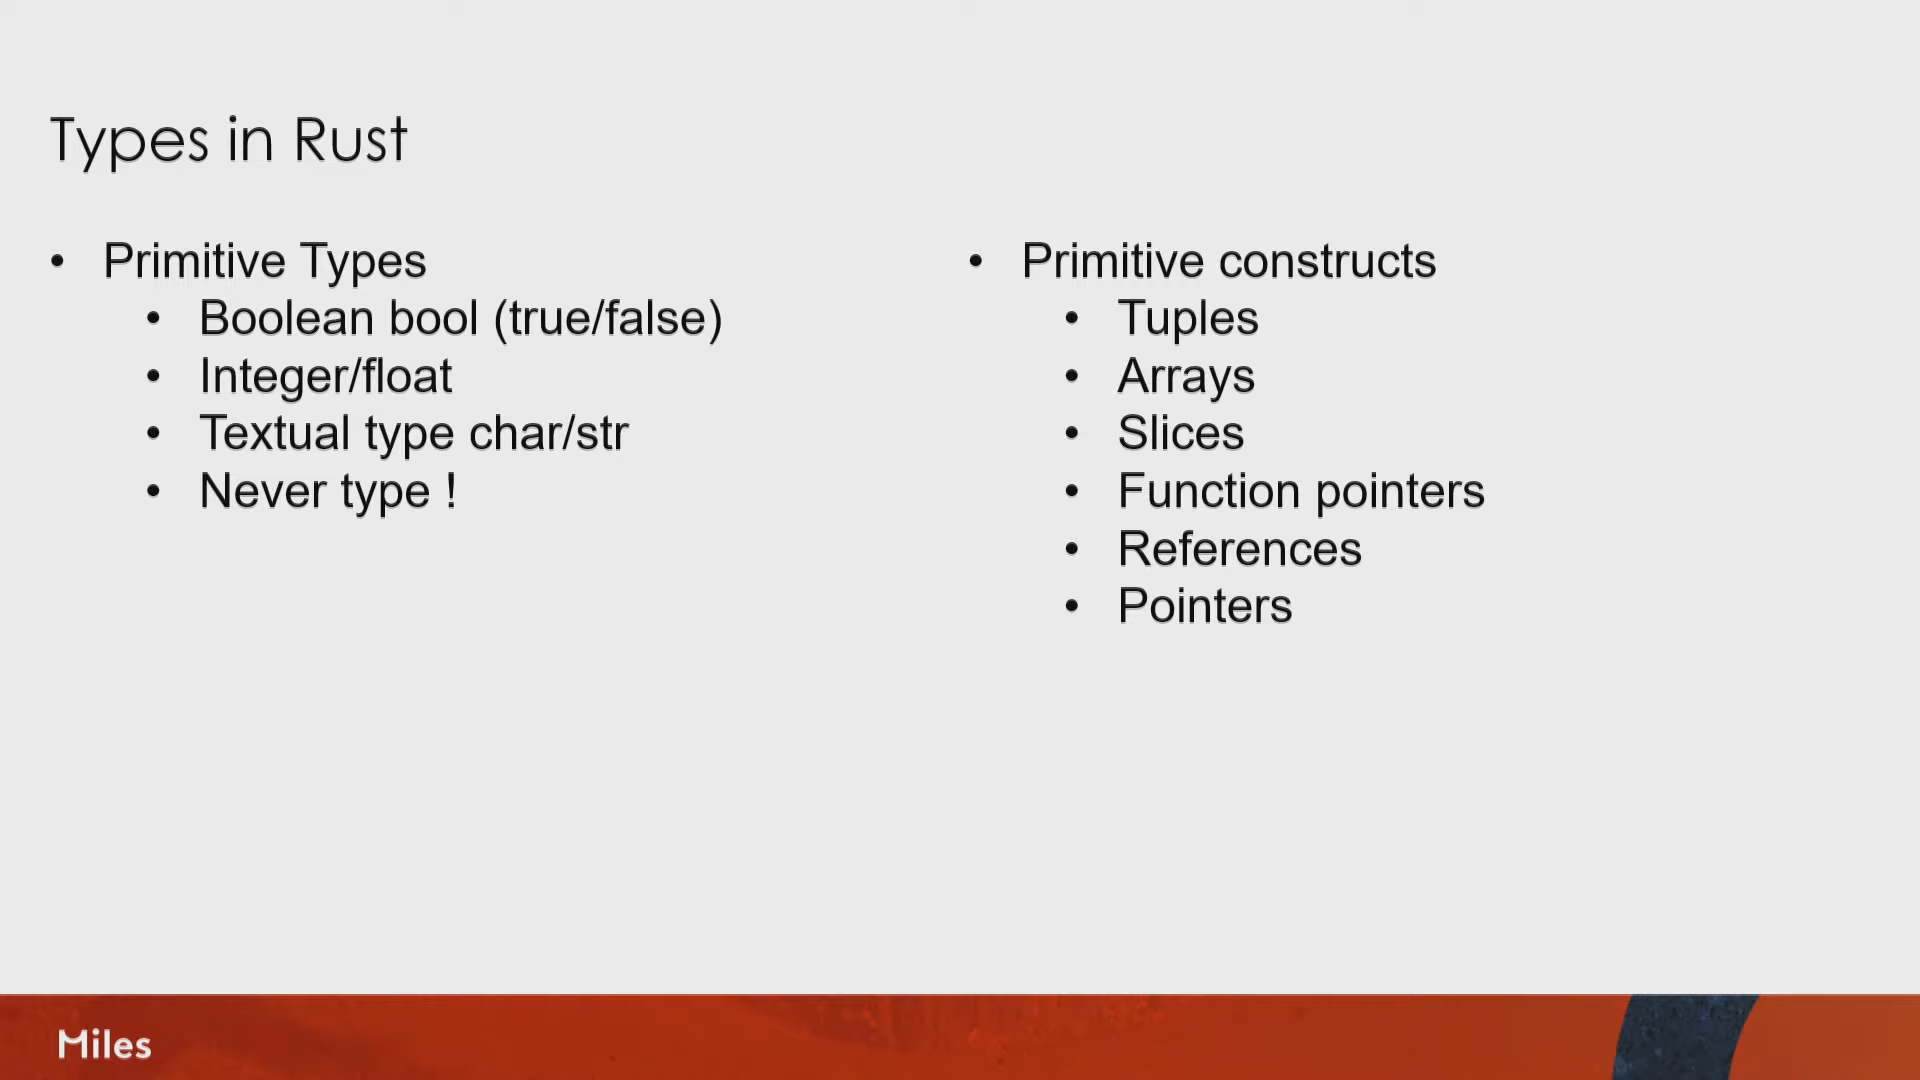 Types in Rust
• Primitive Types
• Boolean bool (true/false)
• Integer/float
• Textual type char/str
• Never type !
• Primitive constructs
• Tuples
• Arrays
• Slices
• Function pointers
• References
• Pointers
Miles